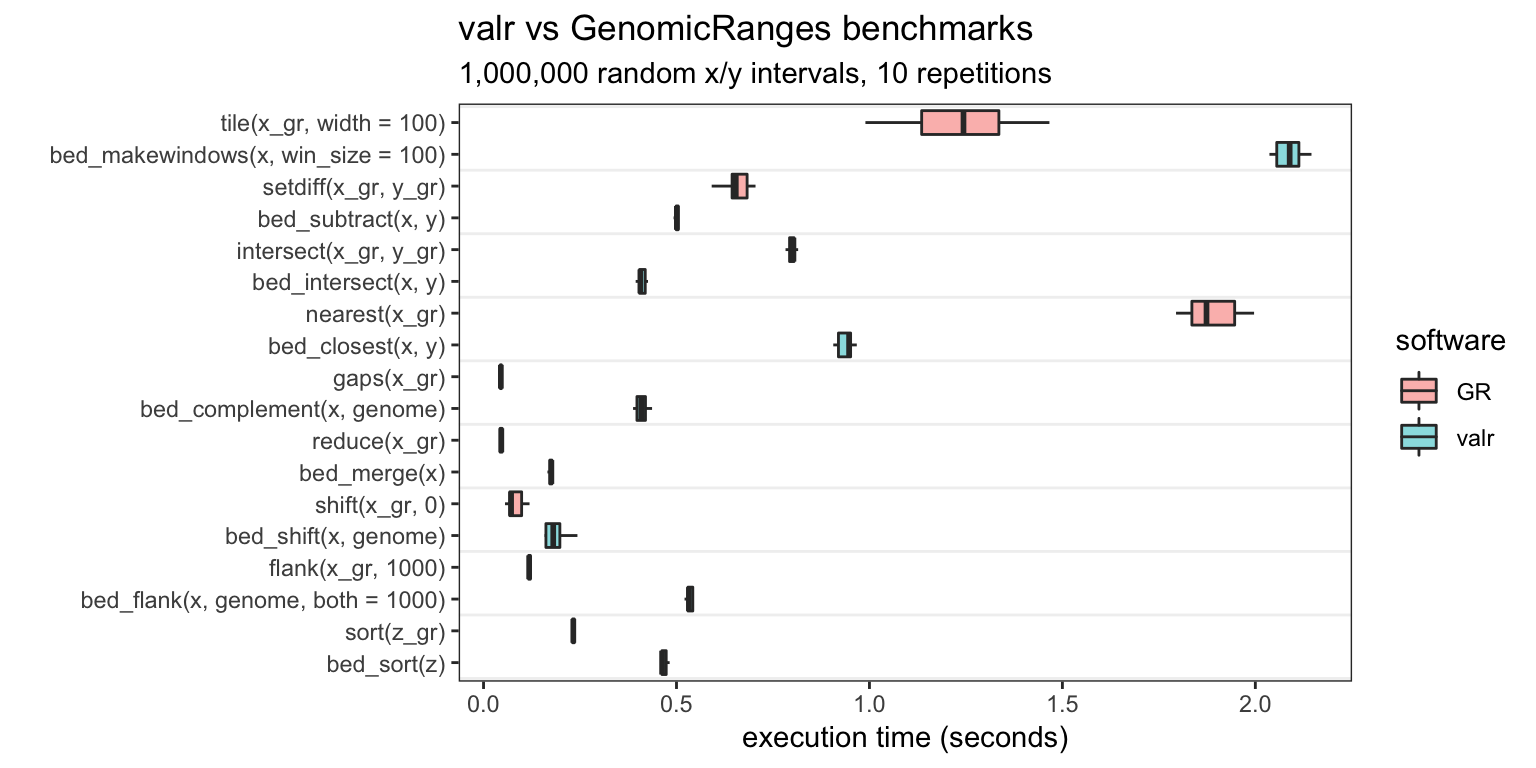 valr vs GenomicRanges benchmarks
1,000,000 random x/y intervals, 10 repetitions
tile(x_gr, width = 100)
bed_makewindows(x, win_size = 100)
setdiff(x_gr, y_gr)
bed_subtract(x, y)
intersect(x_gr, y_gr)
bed_intersect(x, y)
nearest(x_gr)
bed_closest(x, y)
gaps(x_gr)
bed_complement(x, genome)
reduce(x_gr)
bed_merge(x)
shift(x_gr, 0)
bed_shift(x, genome)
flank(x_gr, 1000)
bed_flank(x, genome, both = 1000)
sort(z_gr)
bed_sort(z)
0.0 0.5 1.0 1.5 2.0
execution time (seconds)
software
GR
valr